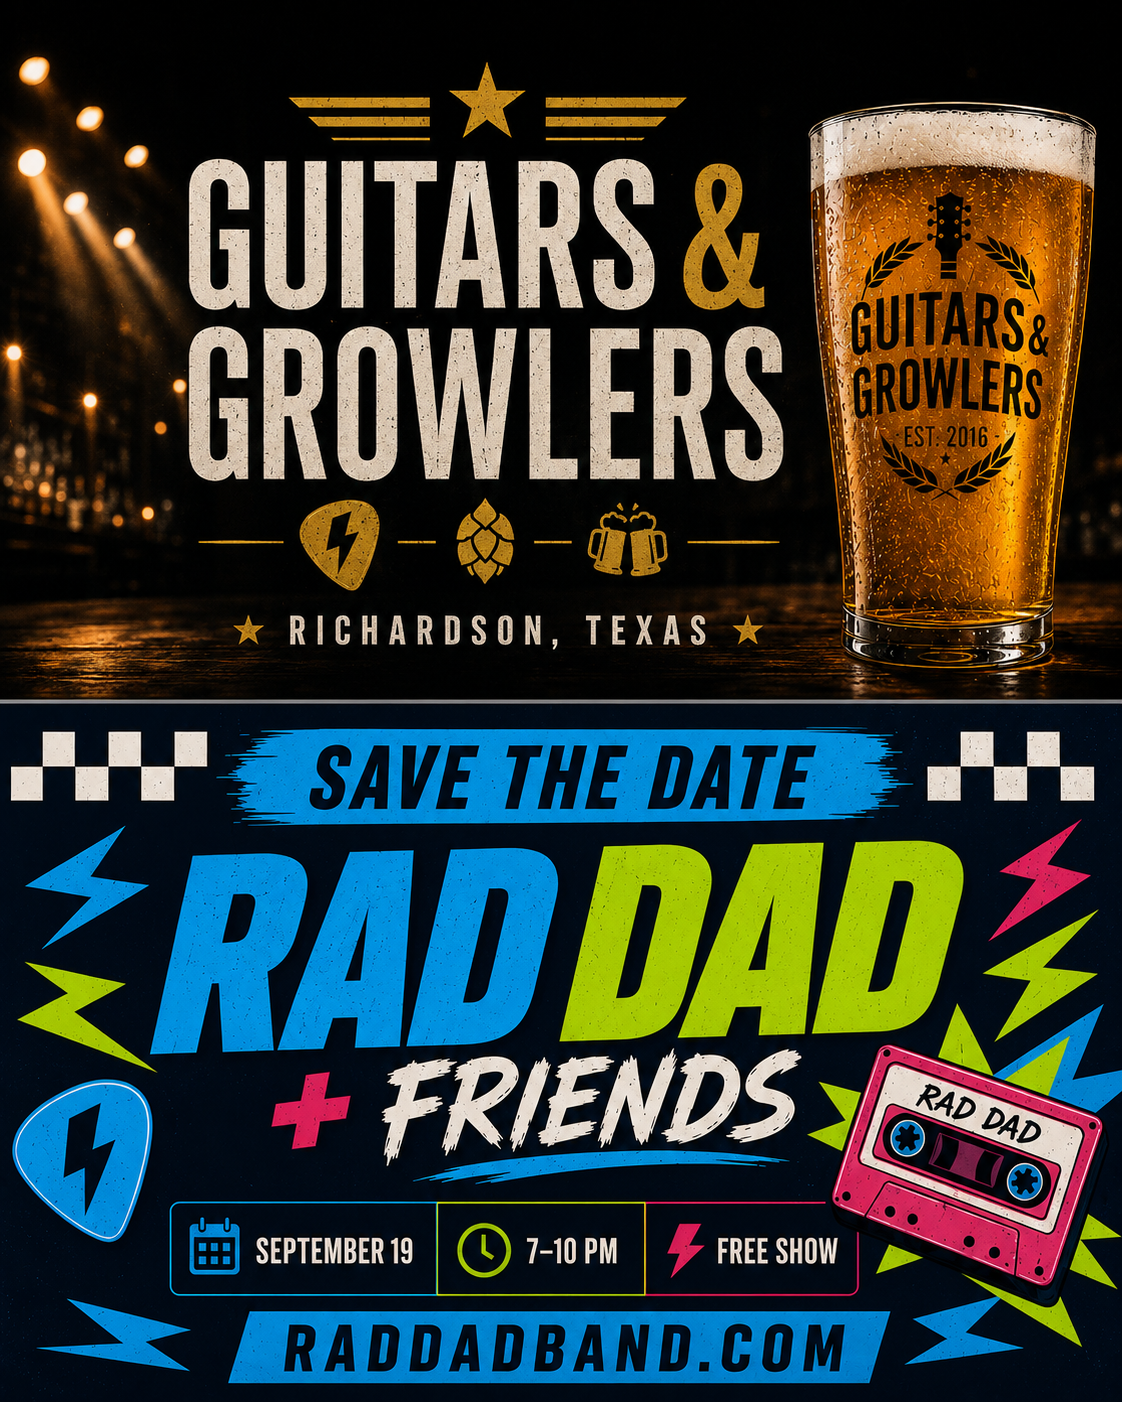 GUITARS &
GROWLERS
RICHARDSON, TEXAS
GUITARS &
GROWLERS
- EST. 2016 -
SAVE THE DATE
RAD DAD
+ FRIENDS
RAD DAD
SEPTEMBER 19
7–10 PM
FREE SHOW
RADDADBAND.COM